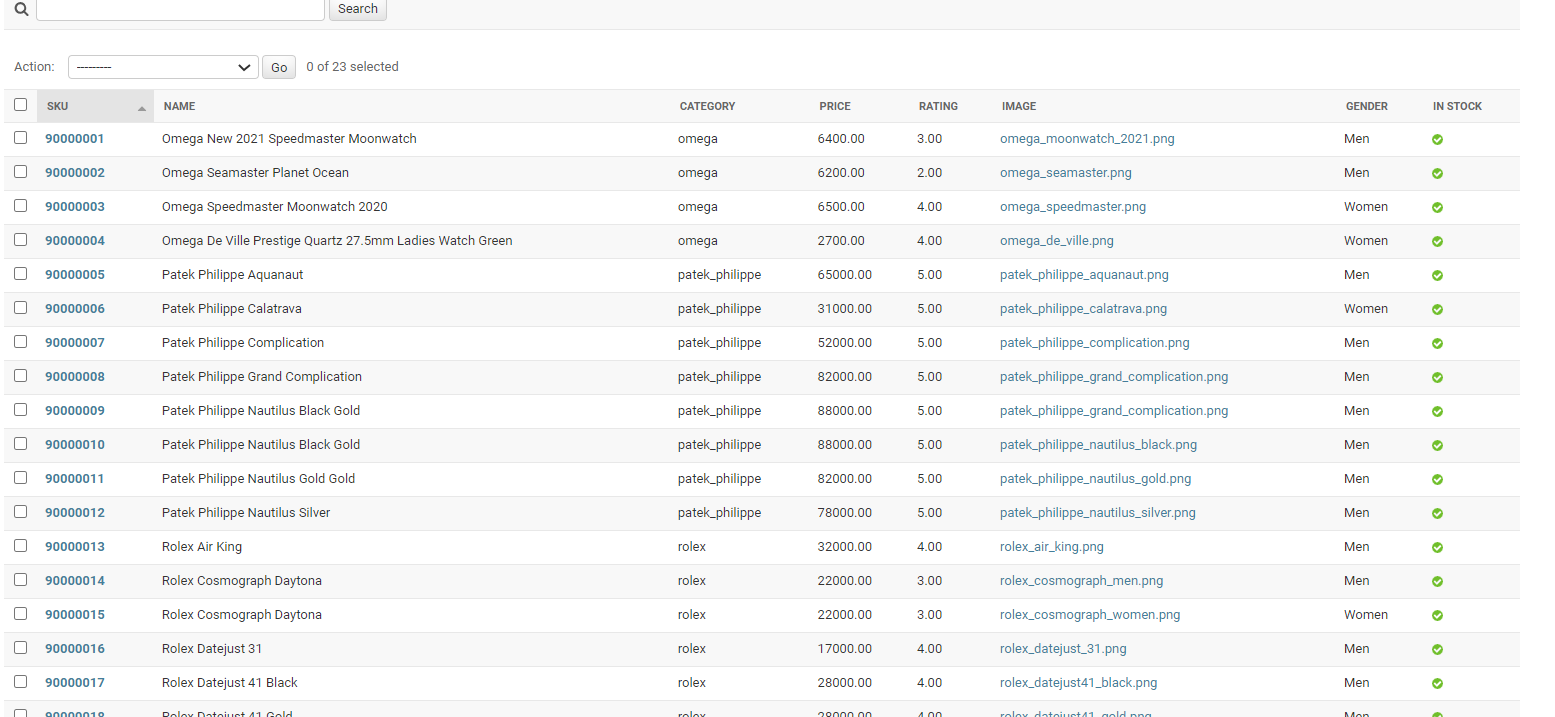 Search
Action: --------- Go 0 of 23 selected
SKU NAME CATEGORY PRICE RATING IMAGE GENDER IN STOCK
90000001 Omega New 2021 Speedmaster Moonwatch omega 6400.00 3.00 omega_moonwatch_2021.png Men
90000002 Omega Seamaster Planet Ocean omega 6200.00 2.00 omega_seamaster.png Men
90000003 Omega Speedmaster Moonwatch 2020 omega 6500.00 4.00 omega_speedmaster.png Women
90000004 Omega De Ville Prestige Quartz 27.5mm Ladies Watch Green omega 2700.00 4.00 omega_de_ville.png Women
90000005 Patek Philippe Aquanaut patek_philippe 65000.00 5.00 patek_philippe_aquanaut.png Men
90000006 Patek Philippe Calatrava patek_philippe 31000.00 5.00 patek_philippe_calatrava.png Women
90000007 Patek Philippe Complication patek_philippe 52000.00 5.00 patek_philippe_complication.png Men
90000008 Patek Philippe Grand Complication patek_philippe 82000.00 5.00 patek_philippe_grand_complication.png Men
90000009 Patek Philippe Nautilus Black Gold patek_philippe 88000.00 5.00 patek_philippe_grand_complication.png Men
90000010 Patek Philippe Nautilus Black Gold patek_philippe 88000.00 5.00 patek_philippe_nautilus_black.png Men
90000011 Patek Philippe Nautilus Gold Gold patek_philippe 82000.00 5.00 patek_philippe_nautilus_gold.png Men
90000012 Patek Philippe Nautilus Silver patek_philippe 78000.00 5.00 patek_philippe_nautilus_silver.png Men
90000013 Rolex Air King rolex 32000.00 4.00 rolex_air_king.png Men
90000014 Rolex Cosmograph Daytona rolex 22000.00 3.00 rolex_cosmograph_men.png Men
90000015 Rolex Cosmograph Daytona rolex 22000.00 3.00 rolex_cosmograph_women.png Women
90000016 Rolex Datejust 31 rolex 17000.00 4.00 rolex_datejust_31.png Men
90000017 Rolex Datejust 41 Black rolex 28000.00 4.00 rolex_datejust41_black.png Men
90000018 Rolex Datejust 41 Gold rolex 28000.00 4.00 rolex_datejust41_gold.png Men